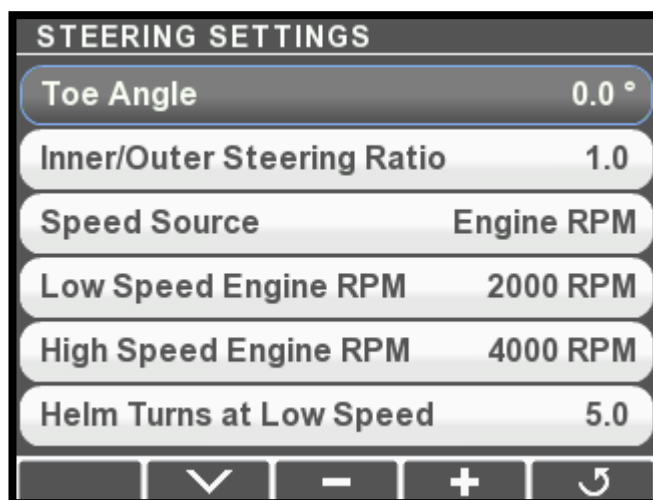 STEERING SETTINGS
Toe Angle 0.0 °
Inner/Outer Steering Ratio 1.0
Speed Source Engine RPM
Low Speed Engine RPM 2000 RPM
High Speed Engine RPM 4000 RPM
Helm Turns at Low Speed 5.0